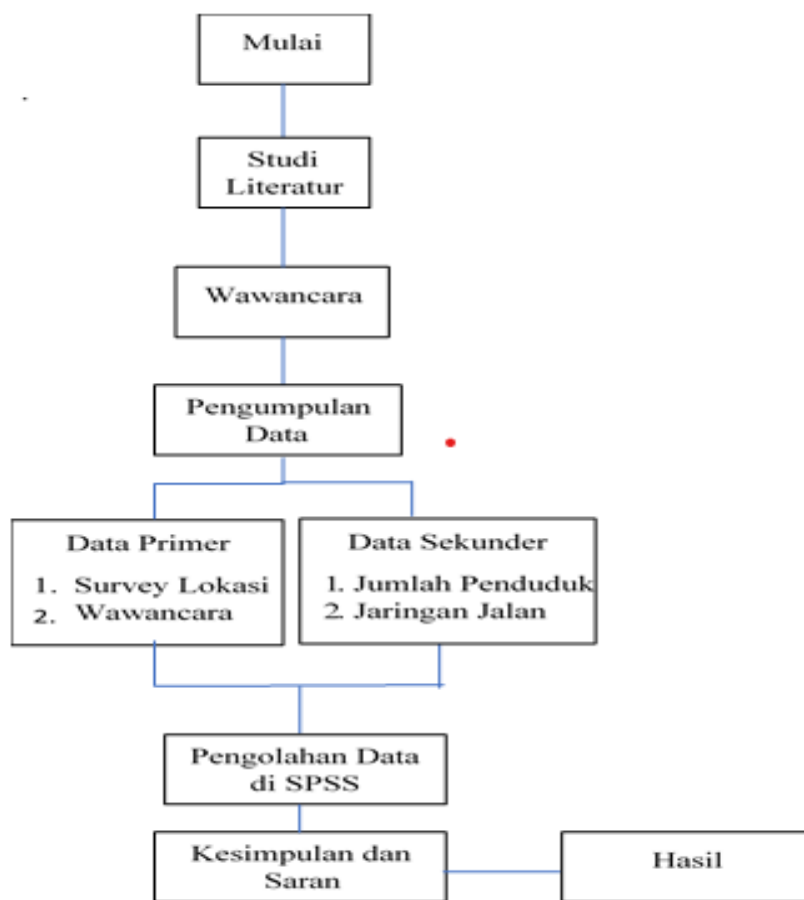 Mulai
Studi
Literatur
Wawancara
Pengumpulan
Data
Data Primer
1. Survey Lokasi
2. Wawancara
Data Sekunder
1. Jumlah Penduduk
2. Jaringan Jalan
Pengolahan Data
di SPSS
Kesimpulan dan
Saran
Hasil